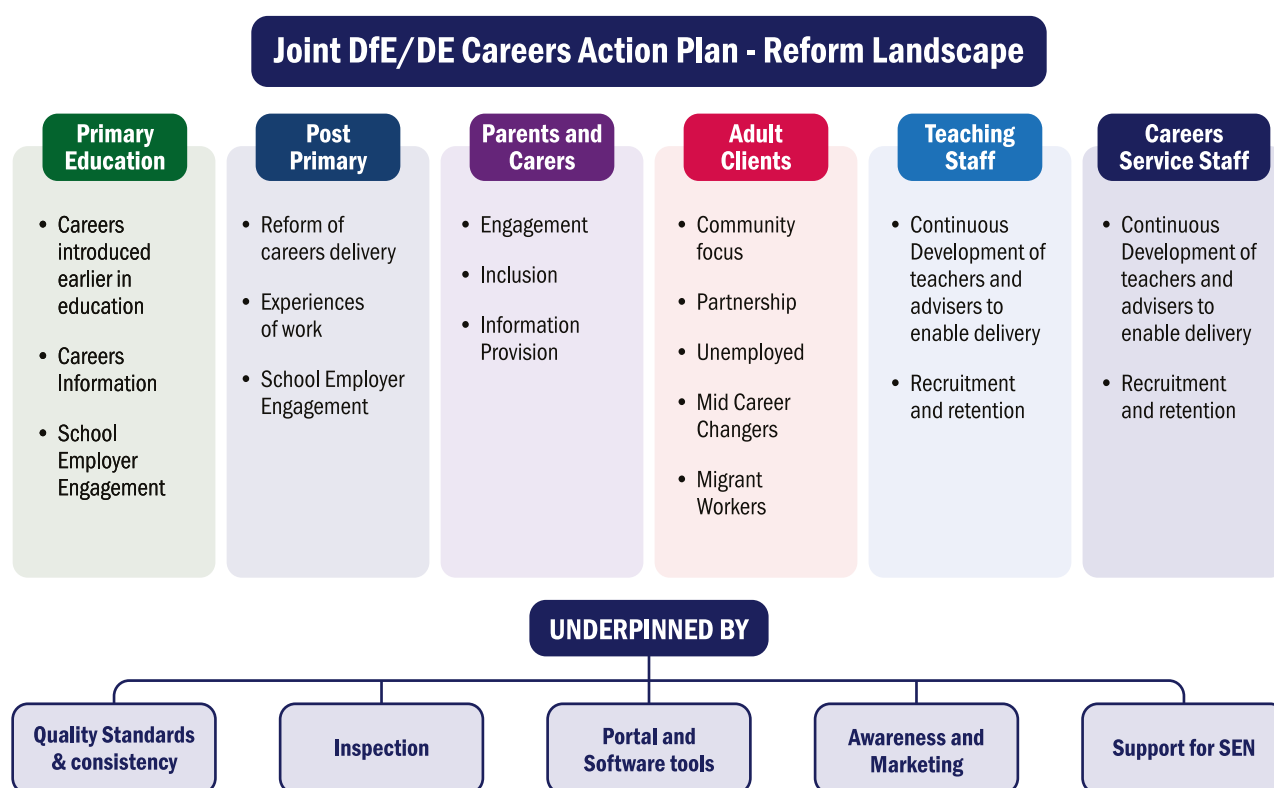 Joint DfE/DE Careers Action Plan - Reform Landscape
Primary
Education
• Careers
introduced
earlier in
education
• Careers
Information
• School
Employer
Engagement
Post
Primary
• Reform of
careers delivery
• Experiences
of work
• School Employer
Engagement
Parents and
Carers
• Engagement
• Inclusion
• Information
Provision
Adult
Clients
• Community
focus
• Partnership
• Unemployed
• Mid Career
Changers
• Migrant
Workers
Teaching
Staff
• Continuous
Development of
teachers and
advisers to
enable delivery
• Recruitment
and retention
Careers
Service Staff
• Continuous
Development of
teachers and
advisers to
enable delivery
• Recruitment
and retention
UNDERPINNED BY
Quality Standards
& consistency
Inspection
Portal and
Software tools
Awareness and
Marketing
Support for SEN